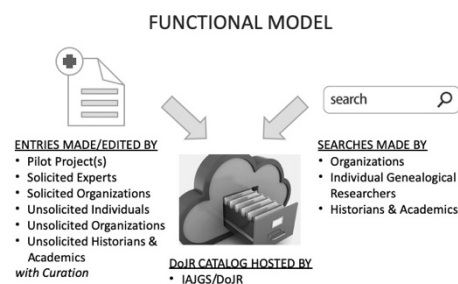 FUNCTIONAL MODEL
search
ENTRIES MADE/EDITED BY
• Pilot Project(s)
• Solicited Experts
• Solicited Organizations
• Unsolicited Individuals
• Unsolicited Organizations
• Unsolicited Historians &
Academics
with Curation
SEARCHES MADE BY
• Organizations
• Individual Genealogical
Researchers
• Historians & Academics
DoJR CATALOG HOSTED BY
• IAJGS/DoJR